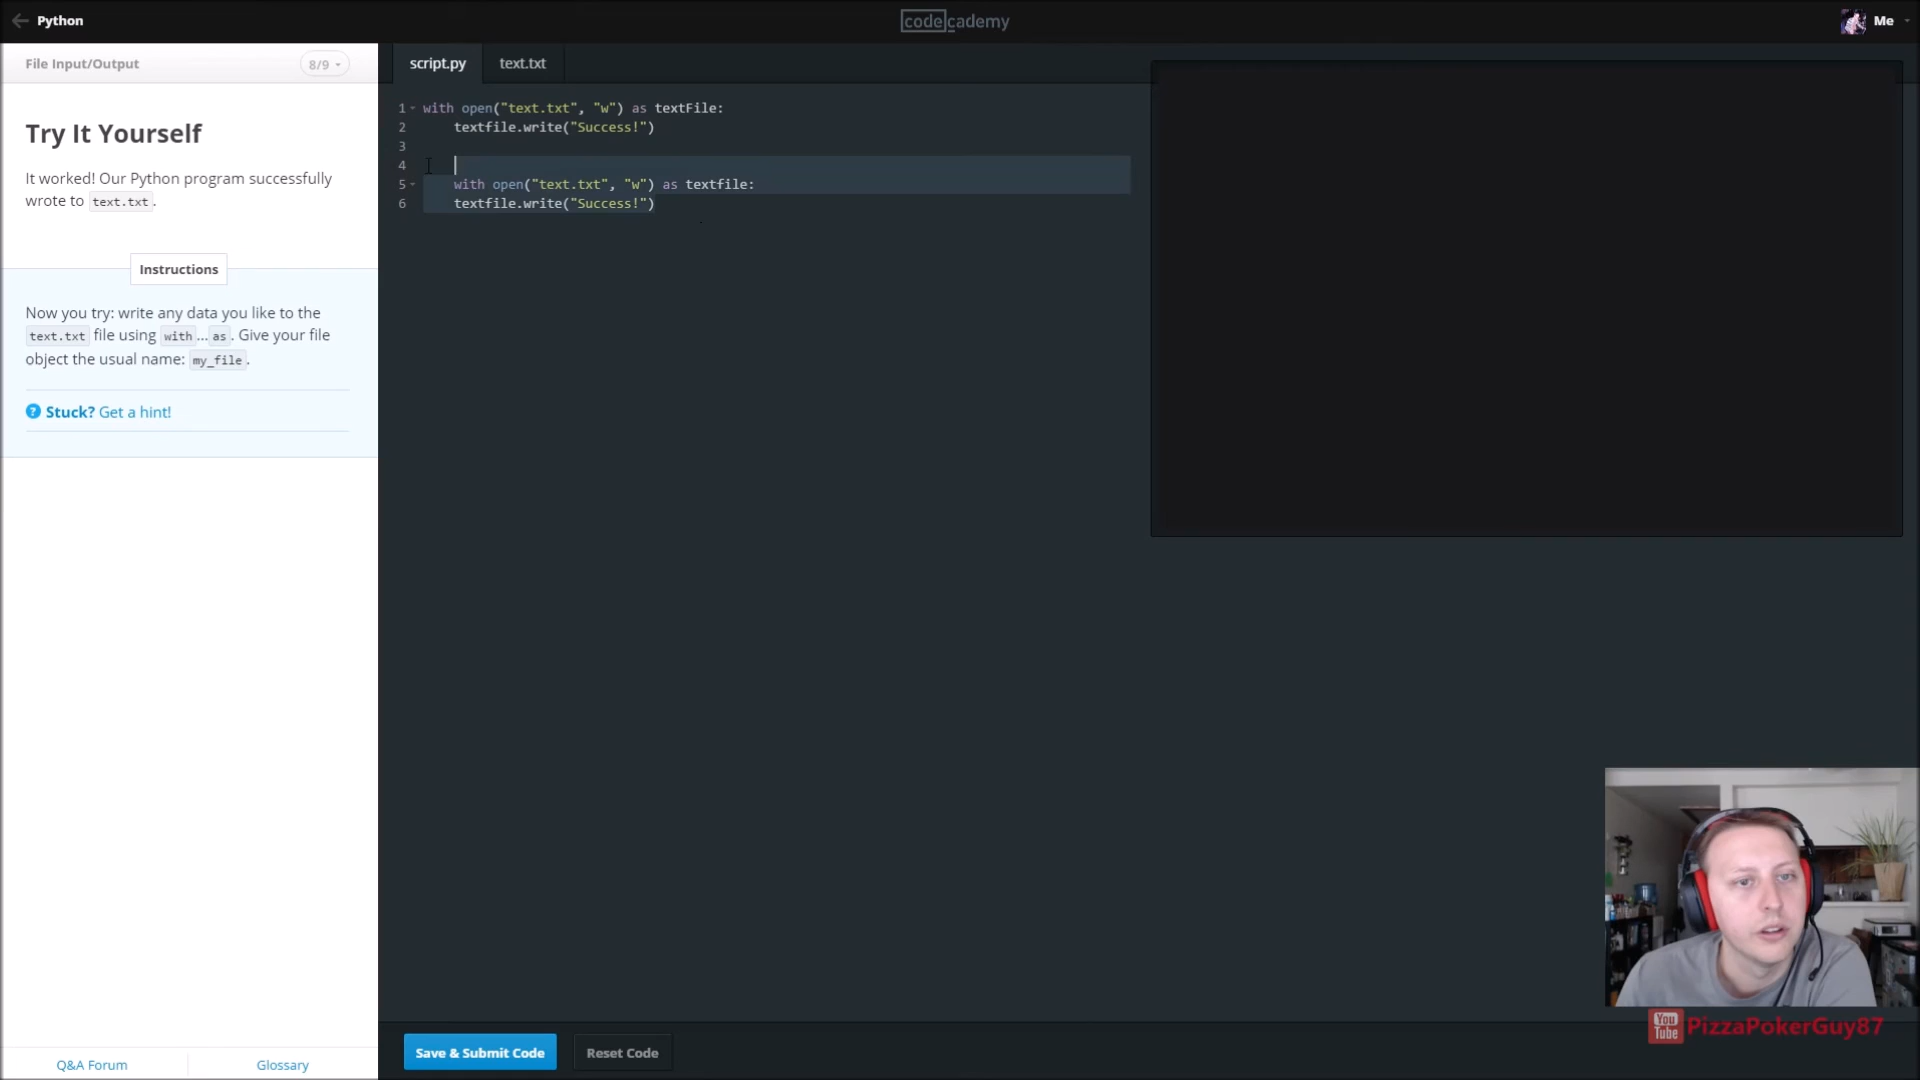 Python
codecademy
Me
File Input/Output
8/9
script.py
text.txt
Try It Yourself
It worked! Our Python program successfully
wrote to text.txt.
Instructions
Now you try: write any data you like to the
text.txt file using with...as. Give your file
object the usual name: my_file.
? Stuck? Get a hint!
1 with open("text.txt", "w") as textFile:
2 textfile.write("Success!")
3
4
5 with open("text.txt", "w") as textfile:
6 textfile.write("Success!")
Q&A Forum
Glossary
Save & Submit Code
Reset Code
You Tube PizzaPokerGuy87